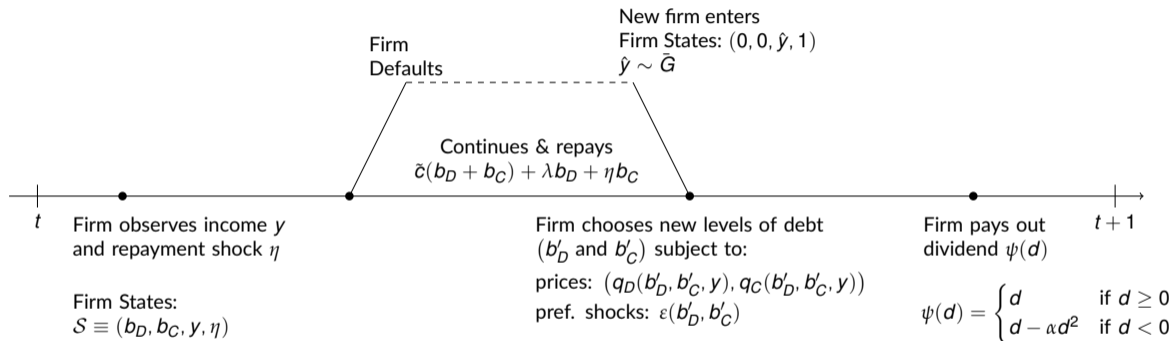 Firm
Defaults
New firm enters
Firm States: (0, 0, ŷ, 1)
ŷ ∼ Ḡ
Continues & repays
c̃(b_D + b_C) + λb_D + ηb_C
t
Firm observes income y
and repayment shock η
Firm States:
𝒮 ≡ (b_D, b_C, y, η)
Firm chooses new levels of debt
(b′_D and b′_C) subject to:
prices: (q_D(b′_D, b′_C, y), q_C(b′_D, b′_C, y))
pref. shocks: ε(b′_D, b′_C)
Firm pays out
dividend ψ(d)
ψ(d) = { d if d ≥ 0
d − αd² if d < 0
t + 1